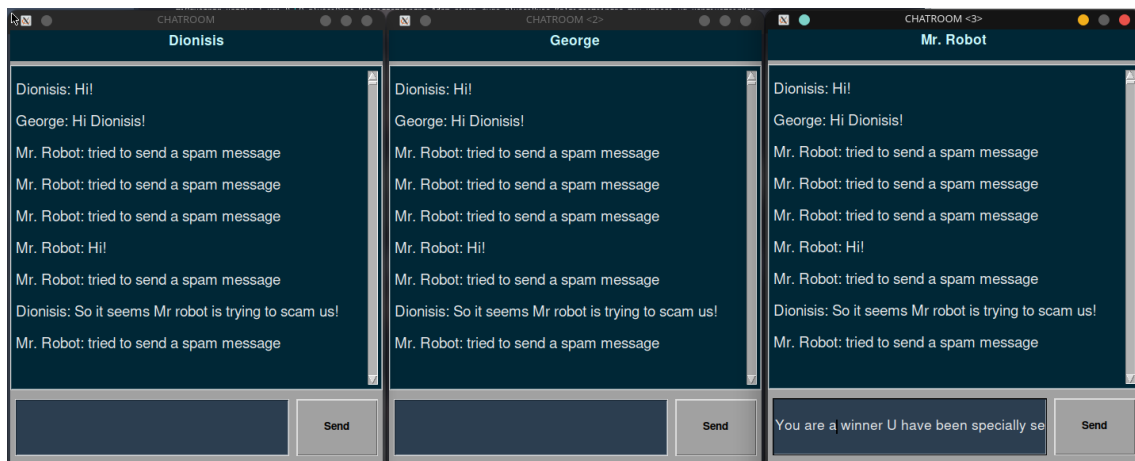 CHATROOM
Dionisis
Dionisis: Hi!
George: Hi Dionisis!
Mr. Robot: tried to send a spam message
Mr. Robot: tried to send a spam message
Mr. Robot: tried to send a spam message
Mr. Robot: Hi!
Mr. Robot: tried to send a spam message
Dionisis: So it seems Mr robot is trying to scam us!
Mr. Robot: tried to send a spam message
Send
CHATROOM <2>
George
Dionisis: Hi!
George: Hi Dionisis!
Mr. Robot: tried to send a spam message
Mr. Robot: tried to send a spam message
Mr. Robot: tried to send a spam message
Mr. Robot: Hi!
Mr. Robot: tried to send a spam message
Dionisis: So it seems Mr robot is trying to scam us!
Mr. Robot: tried to send a spam message
Send
CHATROOM <3>
Mr. Robot
Dionisis: Hi!
George: Hi Dionisis!
Mr. Robot: tried to send a spam message
Mr. Robot: tried to send a spam message
Mr. Robot: tried to send a spam message
Mr. Robot: Hi!
Mr. Robot: tried to send a spam message
Dionisis: So it seems Mr robot is trying to scam us!
Mr. Robot: tried to send a spam message
You are a winner U have been specially se
Send